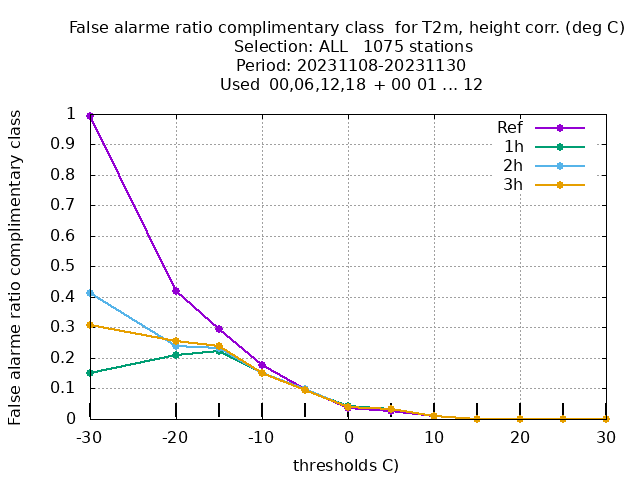 False alarme ratio complimentary class  for T2m, height corr. (deg C)
Selection: ALL   1075 stations
Period: 20231108-20231130
Used  00,06,12,18  + 00 01 ... 12
False alarme ratio complimentary class
1
0.9
0.8
0.7
0.6
0.5
0.4
0.3
0.2
0.1
0
Ref
1h
2h
3h
-30 -20 -10 0 10 20 30
thresholds C)